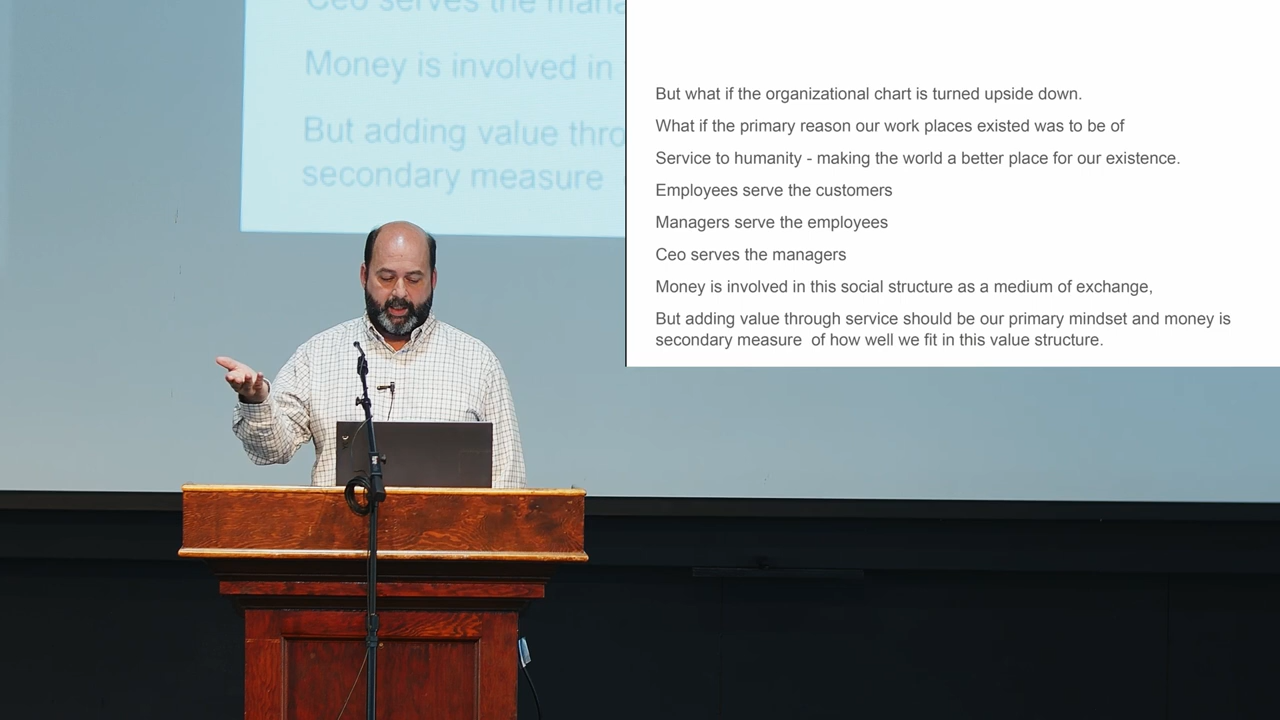 Ceo serves the mana
Money is involved in
But adding value thro
secondary measure
But what if the organizational chart is turned upside down.
What if the primary reason our work places existed was to be of
Service to humanity - making the world a better place for our existence.
Employees serve the customers
Managers serve the employees
Ceo serves the managers
Money is involved in this social structure as a medium of exchange,
But adding value through service should be our primary mindset and money is
secondary measure  of how well we fit in this value structure.